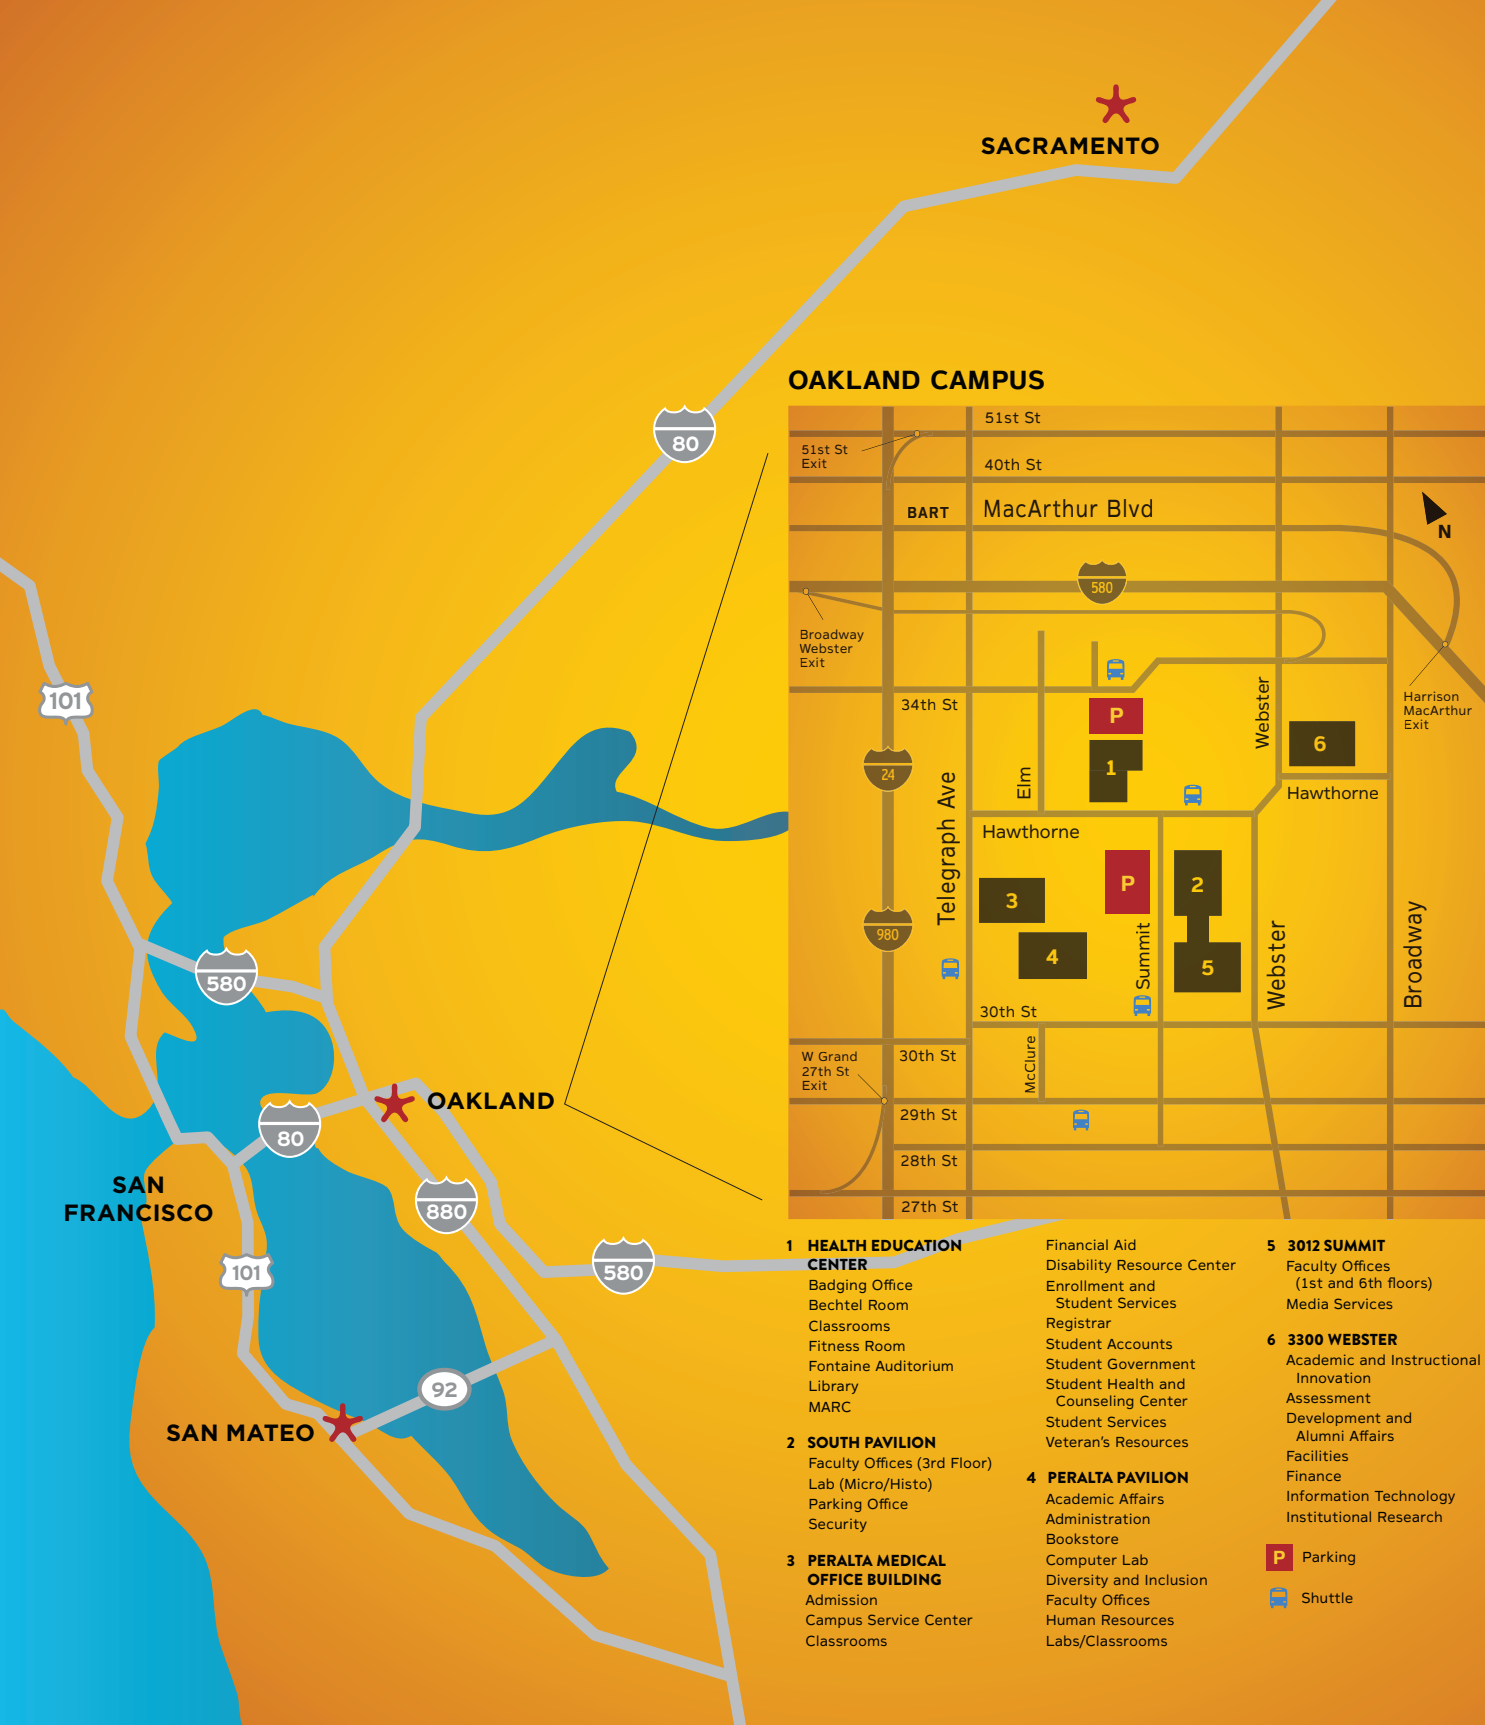 SACRAMENTO
80
101
580
80
OAKLAND
SAN
FRANCISCO
880
101
580
92
SAN MATEO
OAKLAND CAMPUS
51st St
51st St
Exit
40th St
BART
MacArthur Blvd
N
580
Broadway
Webster
Exit
Harrison
MacArthur
Exit
34th St
P
Webster
6
24
1
Elm
Telegraph Ave
Hawthorne
Hawthorne
3
P
2
980
4
Summit
5
Webster
Broadway
30th St
W Grand
27th St
Exit
30th St
McClure
29th St
28th St
27th St
1 HEALTH EDUCATION
CENTER
Badging Office
Bechtel Room
Classrooms
Fitness Room
Fontaine Auditorium
Library
MARC
2 SOUTH PAVILION
Faculty Offices (3rd Floor)
Lab (Micro/Histo)
Parking Office
Security
3 PERALTA MEDICAL
OFFICE BUILDING
Admission
Campus Service Center
Classrooms
Financial Aid
Disability Resource Center
Enrollment and
Student Services
Registrar
Student Accounts
Student Government
Student Health and
Counseling Center
Student Services
Veteran's Resources
4 PERALTA PAVILION
Academic Affairs
Administration
Bookstore
Computer Lab
Diversity and Inclusion
Faculty Offices
Human Resources
Labs/Classrooms
5 3012 SUMMIT
Faculty Offices
(1st and 6th floors)
Media Services
6 3300 WEBSTER
Academic and Instructional
Innovation
Assessment
Development and
Alumni Affairs
Facilities
Finance
Information Technology
Institutional Research
P Parking
Shuttle